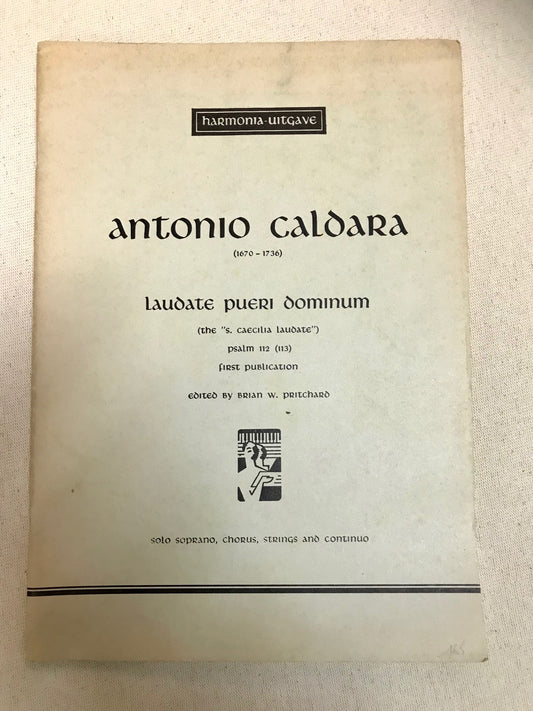 harmonia-uitgave
antonio caldara
(1670 - 1736)
laudate pueri dominum
(the "s. caecilia laudate")
psalm 112 (113)
first publication
edited by brian w. pritchard
solo soprano, chorus, strings and continuo